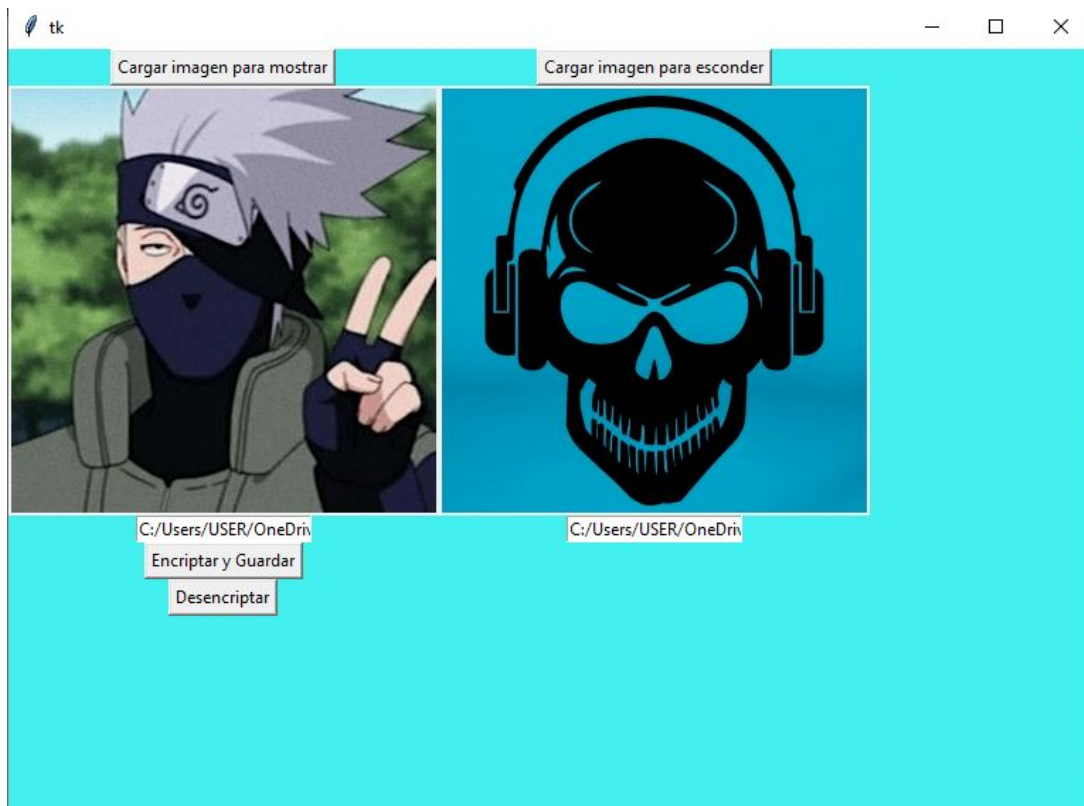 tk
Cargar imagen para mostrar
Cargar imagen para esconder
C:/Users/USER/OneDriv
C:/Users/USER/OneDriv
Encriptar y Guardar
Desencriptar